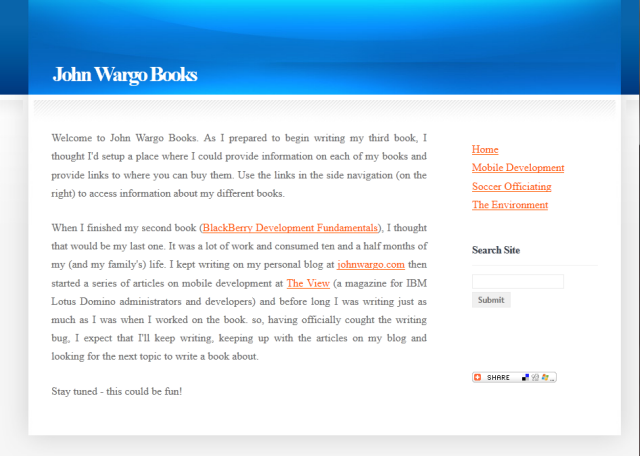 John Wargo Books
Welcome to John Wargo Books. As I prepared to begin writing my third book, I
thought I'd setup a place where I could provide information on each of my books and
provide links to where you can buy them. Use the links in the side navigation (on the
right) to access information about my different books.
When I finished my second book (BlackBerry Development Fundamentals), I thought
that would be my last one. It was a lot of work and consumed ten and a half months of
my (and my family's) life. I kept writing on my personal blog at johnwargo.com then
started a series of articles on mobile development at The View (a magazine for IBM
Lotus Domino administrators and developers) and before long I was writing just as
much as I was when I worked on the book. so, having officially cought the writing
bug, I expect that I'll keep writing, keeping up with the articles on my blog and
looking for the next topic to write a book about.
Stay tuned - this could be fun!
Home
Mobile Development
Soccer Officiating
The Environment
Search Site
Submit
SHARE